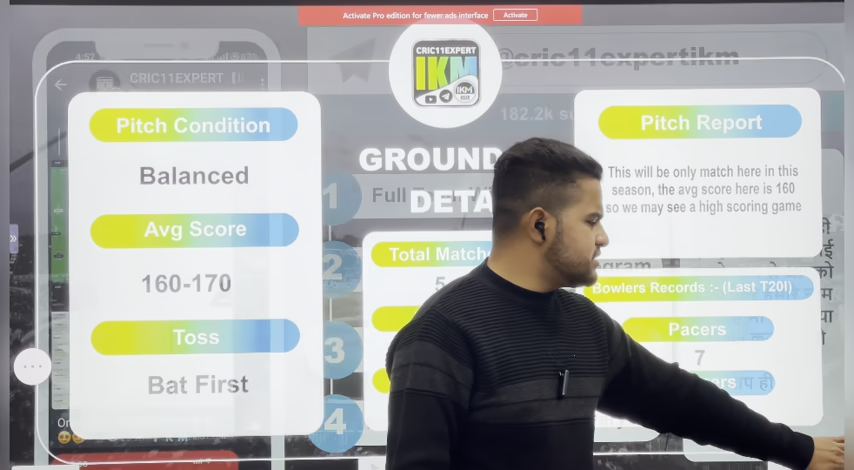 Activate Pro edition for fewer ads interface
Activate
4:57
CRIC11EXPERT
CRIC11EXPERT
IKM
@cric11expertikm
182.2k
Pitch Condition
Balanced
Avg Score
160-170
Toss
Bat First
GROUND
1
Full
2
Total
5
3
4
Pitch Report
This will be only match here in this
season, the avg score here is 160
so we may see a high scoring game
Bowlers Records :- (Last T20I)
Pacers
7
ही
को